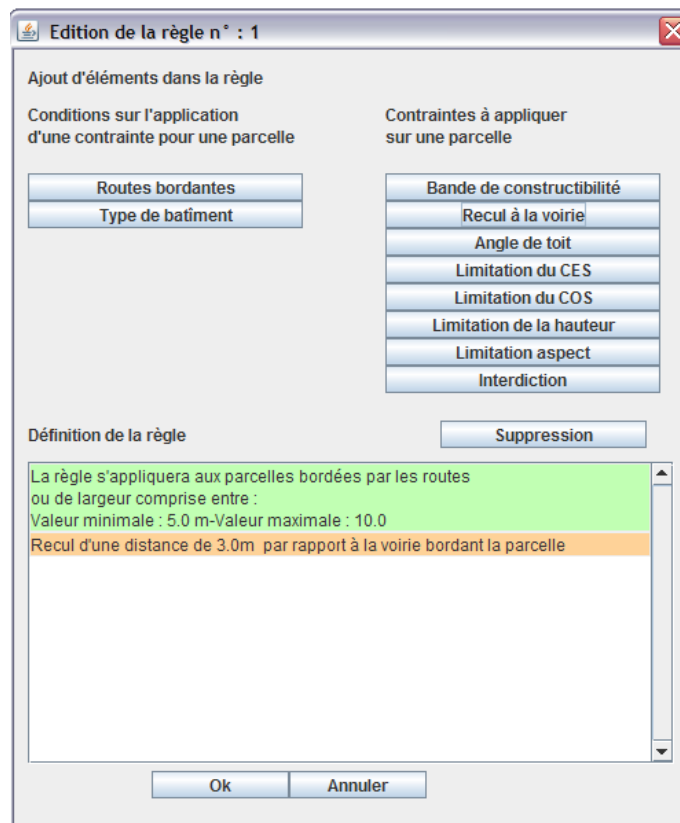 Edition de la règle n° : 1
Ajout d'éléments dans la règle
Conditions sur l'application
d'une contrainte pour une parcelle
Contraintes à appliquer
sur une parcelle
Routes bordantes
Type de batîment
Bande de constructibilité
Recul à la voirie
Angle de toit
Limitation du CES
Limitation du COS
Limitation de la hauteur
Limitation aspect
Interdiction
Définition de la règle
Suppression
La règle s'appliquera aux parcelles bordées par les routes
ou de largeur comprise entre :
Valeur minimale : 5.0 m-Valeur maximale : 10.0
Recul d'une distance de 3.0m  par rapport à la voirie bordant la parcelle
Ok
Annuler